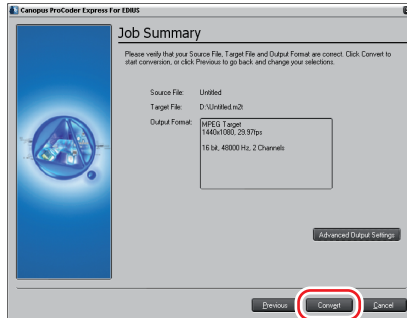 Canopus ProCoder Express For EDIUS
Job Summary
Please verify that your Source File, Target File and Output Format are correct. Click Convert to
start conversion, or click Previous to go back and change your selections.
Source File: Untitled
Target File: D:\Untitled.m2t
Output Format: MPEG Target
1440x1080, 29.97fps
16 bit, 48000 Hz, 2 Channels
Advanced Output Settings
Previous Convert Cancel